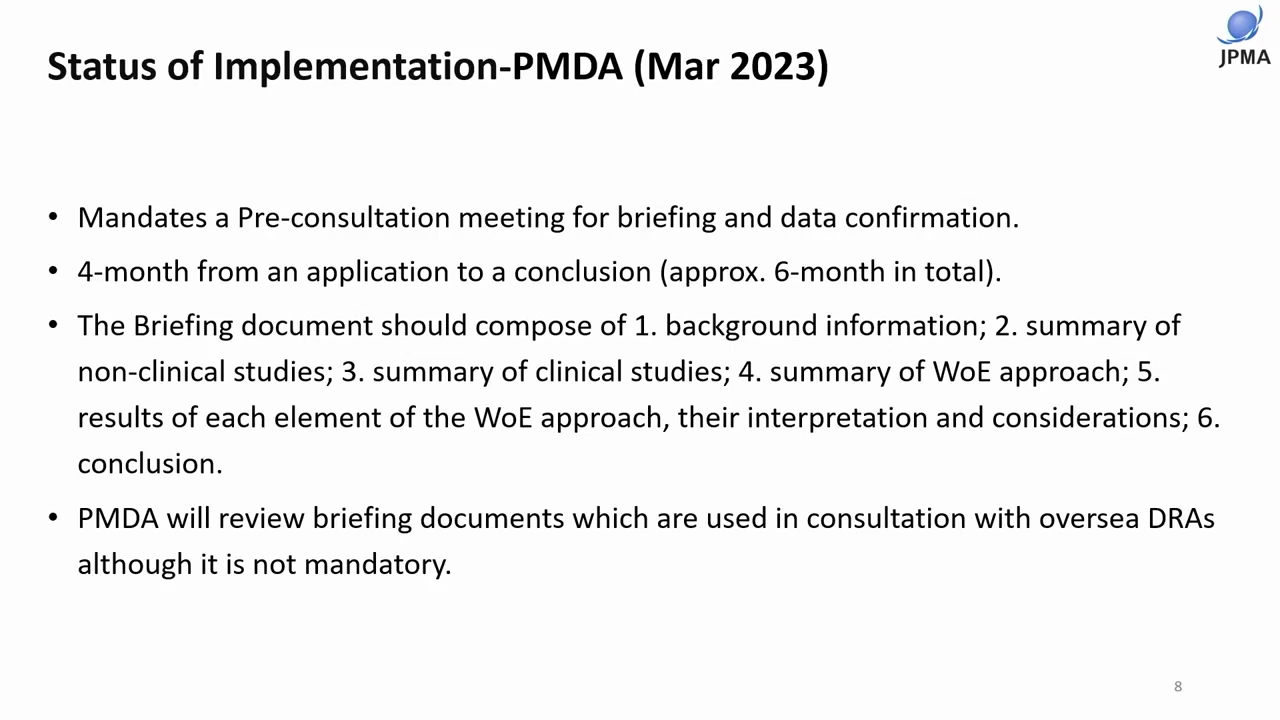 JPMA
Status of Implementation-PMDA (Mar 2023)
• Mandates a Pre-consultation meeting for briefing and data confirmation.
• 4-month from an application to a conclusion (approx. 6-month in total).
• The Briefing document should compose of 1. background information; 2. summary of
non-clinical studies; 3. summary of clinical studies; 4. summary of WoE approach; 5.
results of each element of the WoE approach, their interpretation and considerations; 6.
conclusion.
• PMDA will review briefing documents which are used in consultation with oversea DRAs
although it is not mandatory.
8